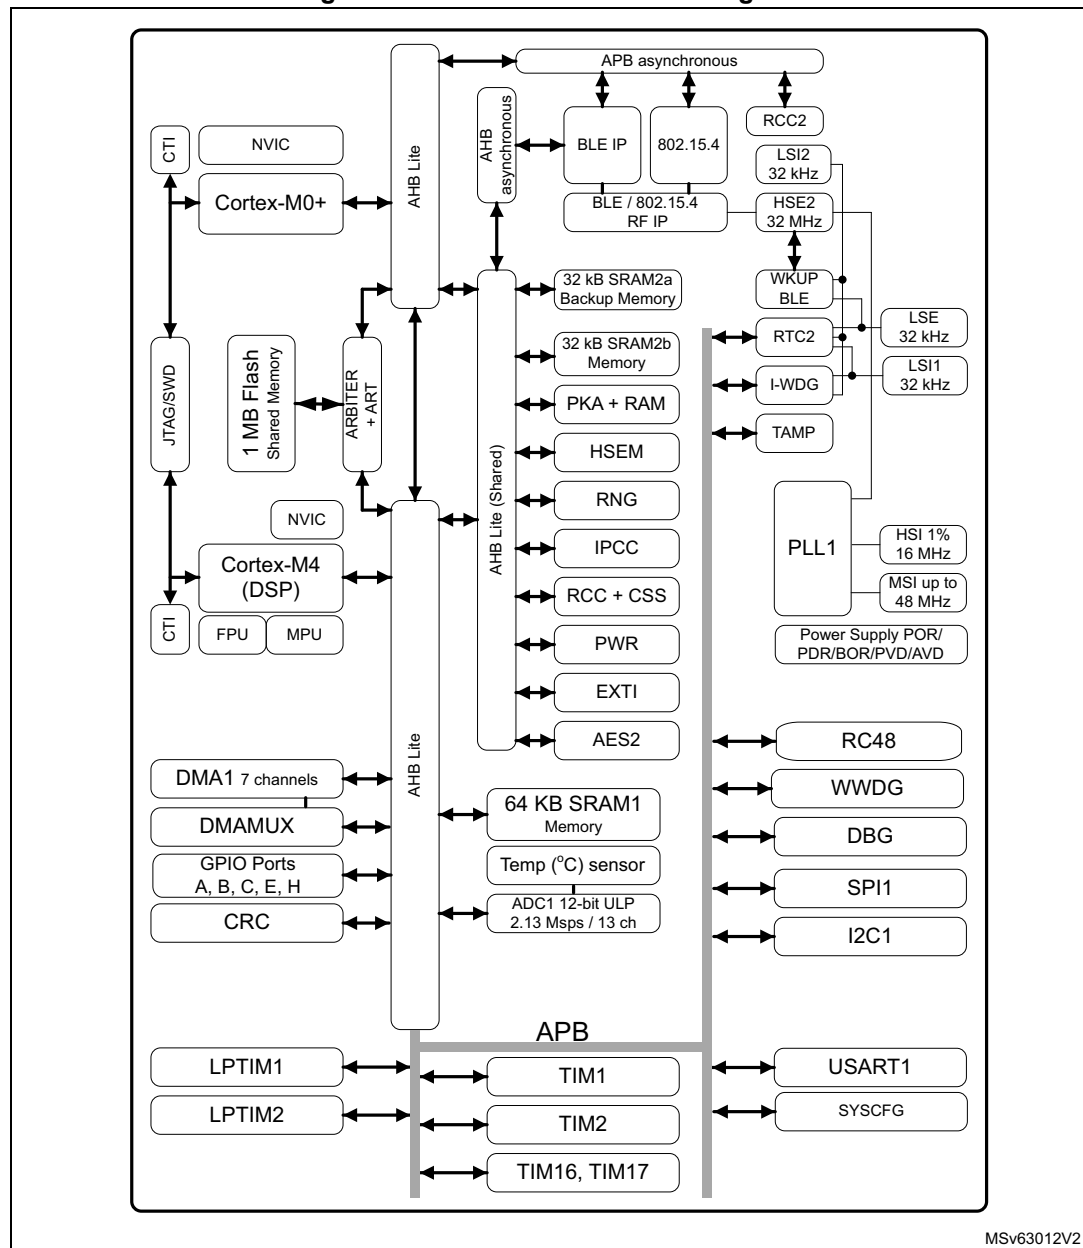 APB asynchronous
AHB Lite
AHB
asynchronous
BLE IP
802.15.4
RCC2
CTI
NVIC
Cortex-M0+
LSI2
32 kHz
BLE / 802.15.4
RF IP
HSE2
32 MHz
32 kB SRAM2a
Backup Memory
WKUP
BLE
LSE
32 kHz
RTC2
32 kB SRAM2b
Memory
JTAG/SWD
1 MB Flash
Shared Memory
ARBITER
+ ART
LSI1
32 kHz
I-WDG
PKA + RAM
TAMP
HSEM
AHB Lite (Shared)
RNG
NVIC
IPCC
PLL1
HSI 1%
16 MHz
Cortex-M4
(DSP)
MSI up to
48 MHz
RCC + CSS
CTI
FPU
MPU
PWR
Power Supply POR/
PDR/BOR/PVD/AVD
EXTI
AES2
RC48
AHB Lite
DMA1 7 channels
WWDG
64 KB SRAM1
Memory
DMAMUX
DBG
GPIO Ports
A, B, C, E, H
Temp (°C) sensor
SPI1
CRC
ADC1 12-bit ULP
2.13 Msps / 13 ch
I2C1
APB
LPTIM1
TIM1
USART1
LPTIM2
TIM2
SYSCFG
TIM16, TIM17
MSv63012V2